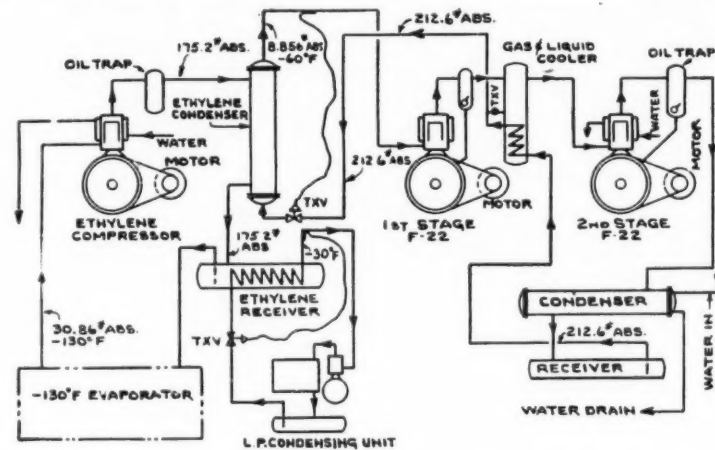 212.6# ABS.
175.2# ABS.
8.856# ABS
-60°F
OIL TRAP
GAS & LIQUID
COOLER
OIL TRAP
ETHYLENE
CONDENSER
TXV
WATER
WATER
MOTOR
212.6# ABS
MOTOR
TXV
MOTOR
ETHYLENE
COMPRESSOR
175.2#
ABS
-30°F
1ST STAGE
F-22
2ND STAGE
F-22
ETHYLENE
RECEIVER
CONDENSER
30.86# ABS.
-130°F
TXV
212.6# ABS.
RECEIVER
WATER IN
-130°F EVAPORATOR
WATER DRAIN
L.P. CONDENSING UNIT